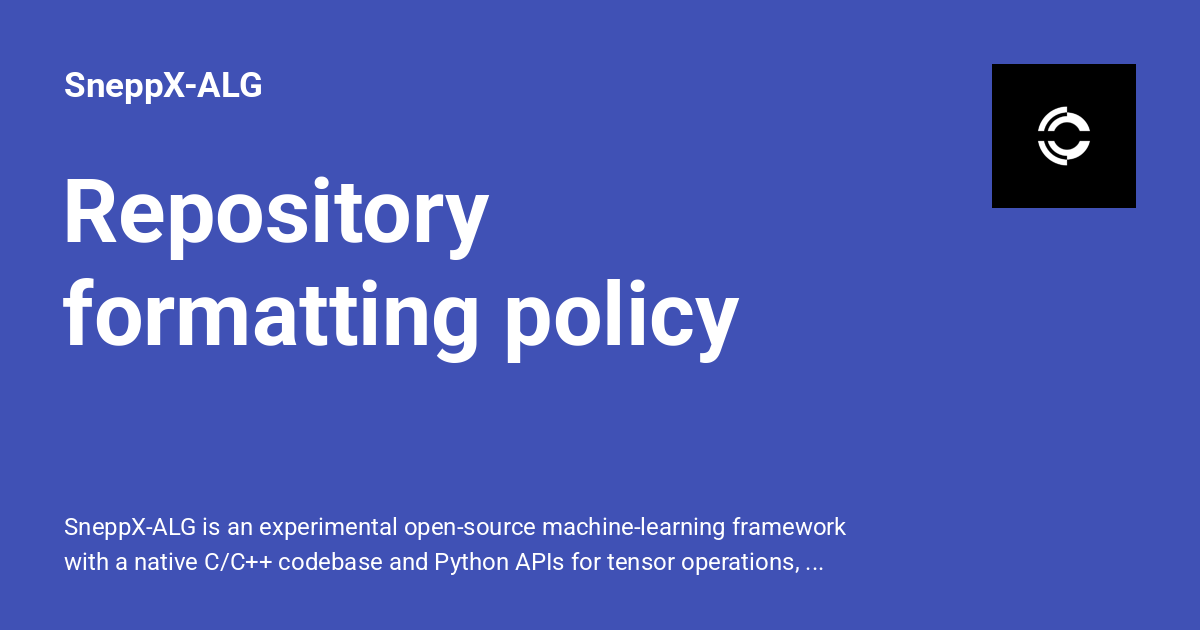 SneppX-ALG
Repository
formatting policy
SneppX-ALG is an experimental open-source machine-learning framework
with a native C/C++ codebase and Python APIs for tensor operations, ...